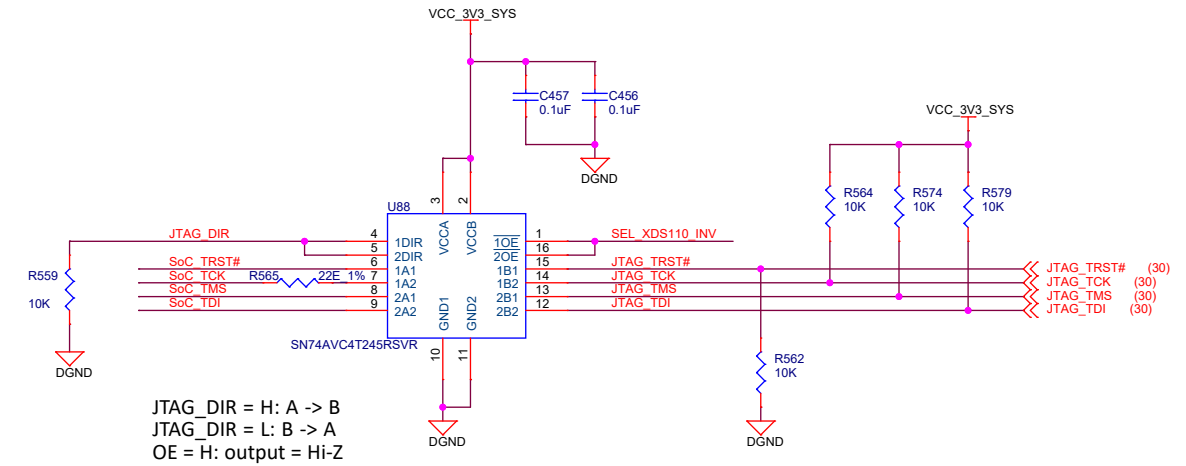 VCC_3V3_SYS
C457
0.1uF
C456
0.1uF
DGND
VCC_3V3_SYS
R564
10K
R574
10K
R579
10K
U88
3
2
VCCA
VCCB
JTAG_DIR
4
1DIR
5
2DIR
SoC_TRST#
6
1A1
SoC_TCK
R565
22E_1%
7
1A2
SoC_TMS
8
2A1
SoC_TDI
9
2A2
1OE
1
SEL_XDS110_INV
2OE
16
1B1
15
JTAG_TRST#
1B2
14
JTAG_TCK
2B1
13
JTAG_TMS
2B2
12
JTAG_TDI
JTAG_TRST# (30)
JTAG_TCK (30)
JTAG_TMS (30)
JTAG_TDI (30)
GND1
GND2
10
11
SN74AVC4T245RSVR
R559
10K
DGND
R562
10K
DGND
DGND
JTAG_DIR = H: A -> B
JTAG_DIR = L: B -> A
OE = H: output = Hi-Z